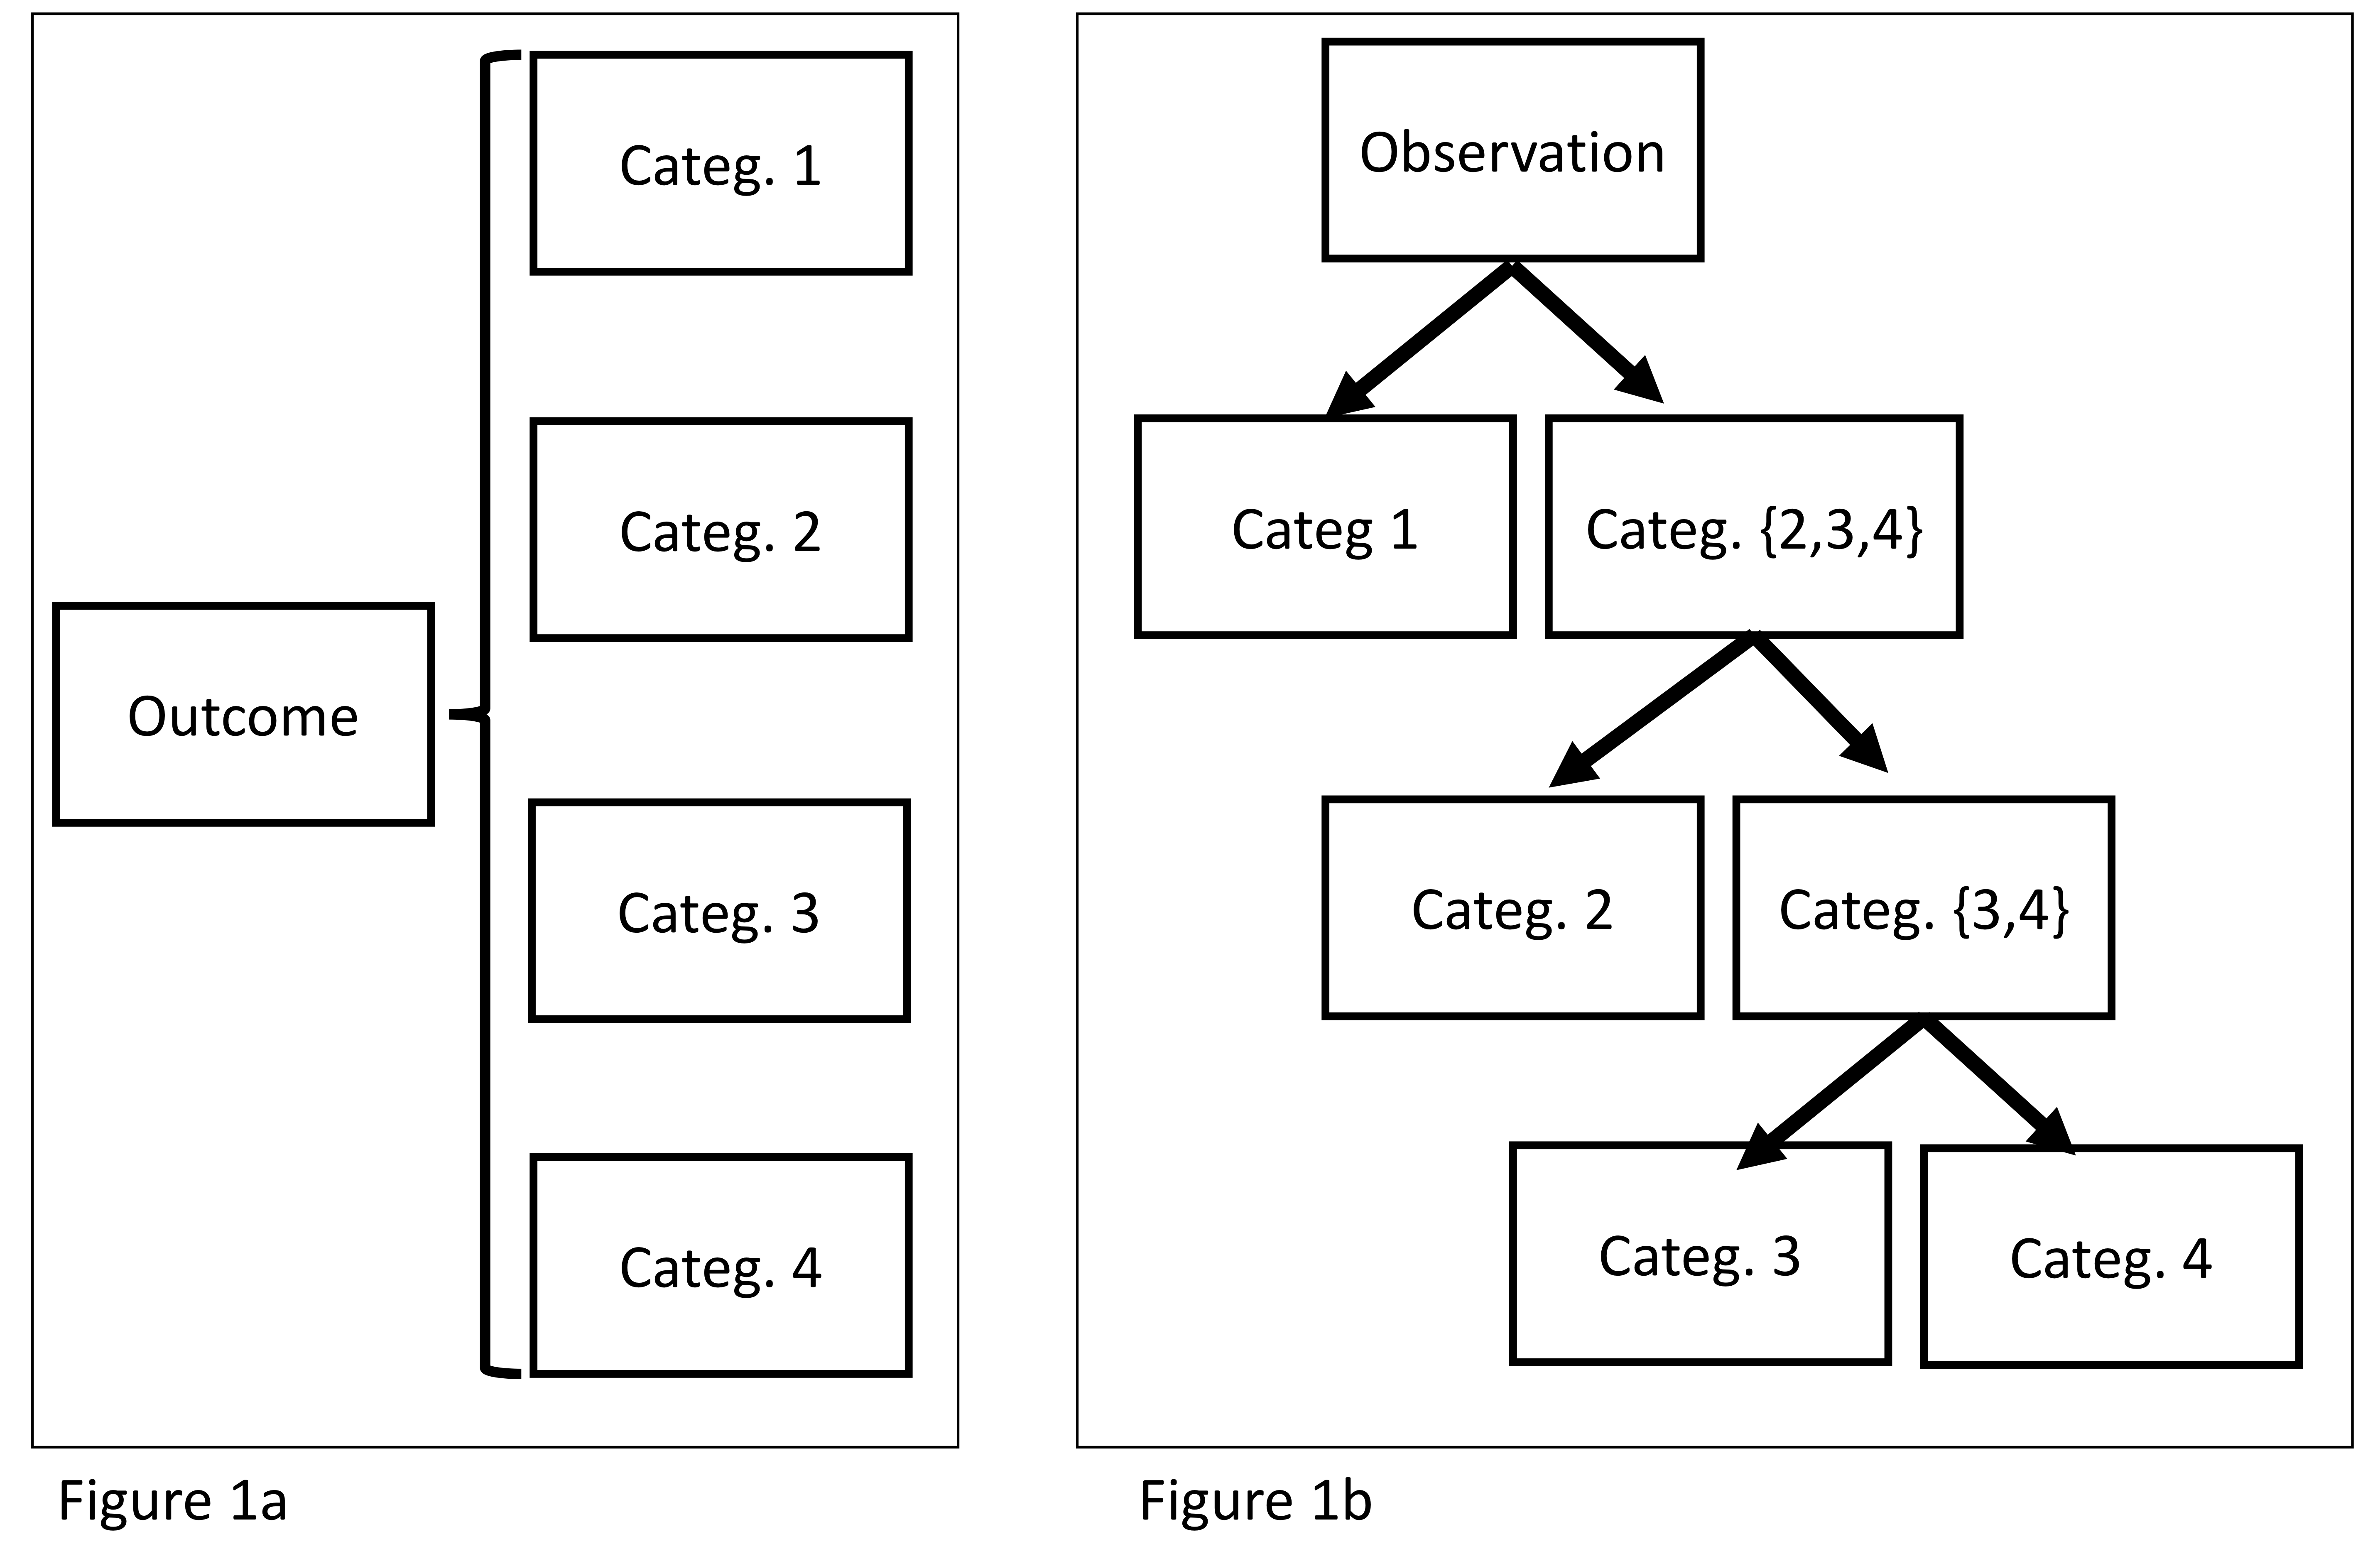 Categ. 1
Categ. 2
Outcome
Categ. 3
Categ. 4
Figure 1a
Observation
Categ 1
Categ. {2,3,4}
Categ. 2
Categ. {3,4}
Categ. 3
Categ. 4
Figure 1b